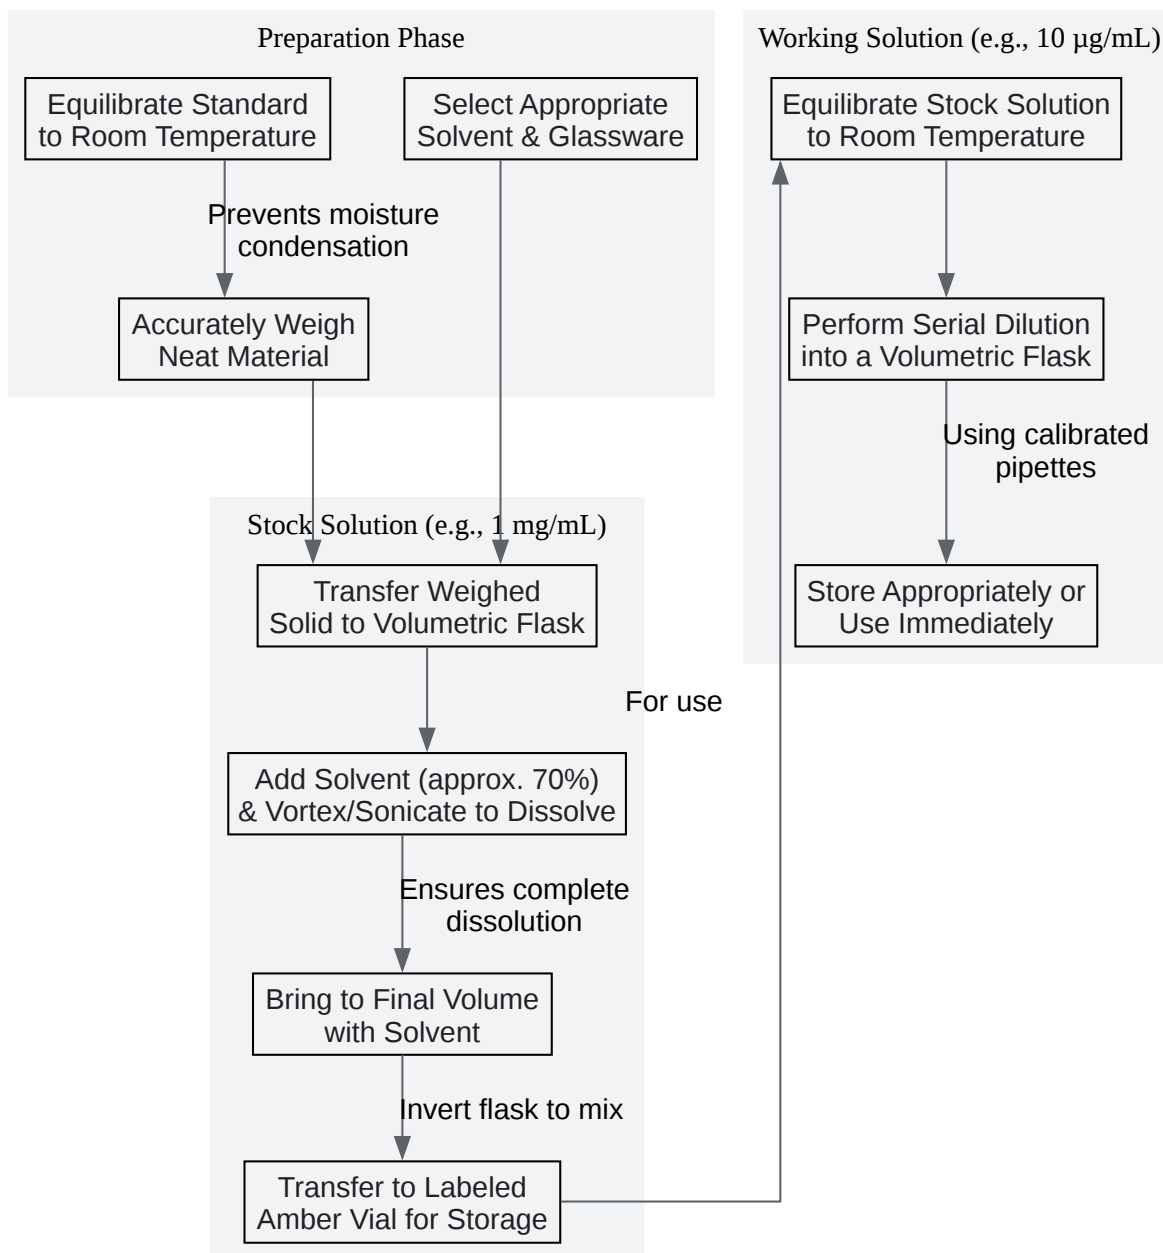 Preparation Phase
Equilibrate Standard
to Room Temperature
Select Appropriate
Solvent & Glassware
Prevents moisture
condensation
Accurately Weigh
Neat Material
Stock Solution (e.g., 1 mg/mL)
Transfer Weighed
Solid to Volumetric Flask
Add Solvent (approx. 70%)
& Vortex/Sonicate to Dissolve
Ensures complete
dissolution
Bring to Final Volume
with Solvent
Invert flask to mix
Transfer to Labeled
Amber Vial for Storage
For use
Working Solution (e.g., 10 µg/mL)
Equilibrate Stock Solution
to Room Temperature
Perform Serial Dilution
into a Volumetric Flask
Using calibrated
pipettes
Store Appropriately or
Use Immediately